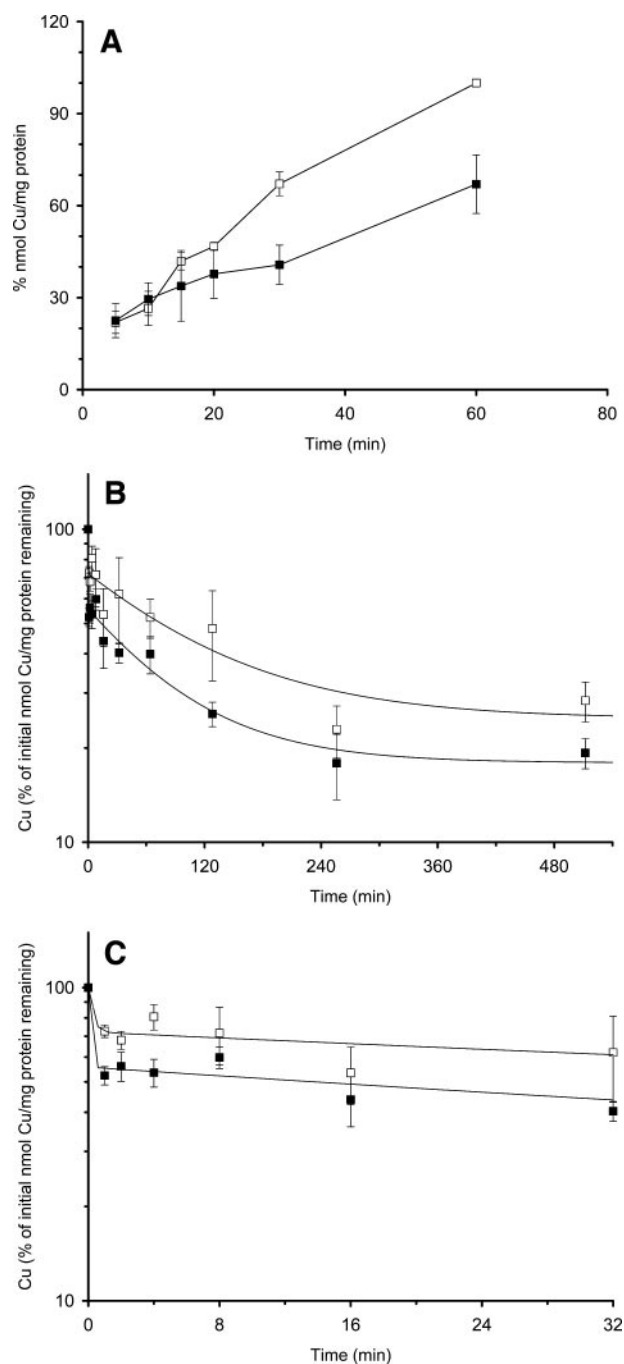 A
120
90
60
30
0
% nmol Cu/mg protein
0 20 40 60 80
Time (min)
B
100
10
Cu (% of initial nmol Cu/mg protein remaining)
0 120 240 360 480
Time (min)
C
100
10
Cu (% of initial nmol Cu/mg protein remaining)
0 8 16 24 32
Time (min)